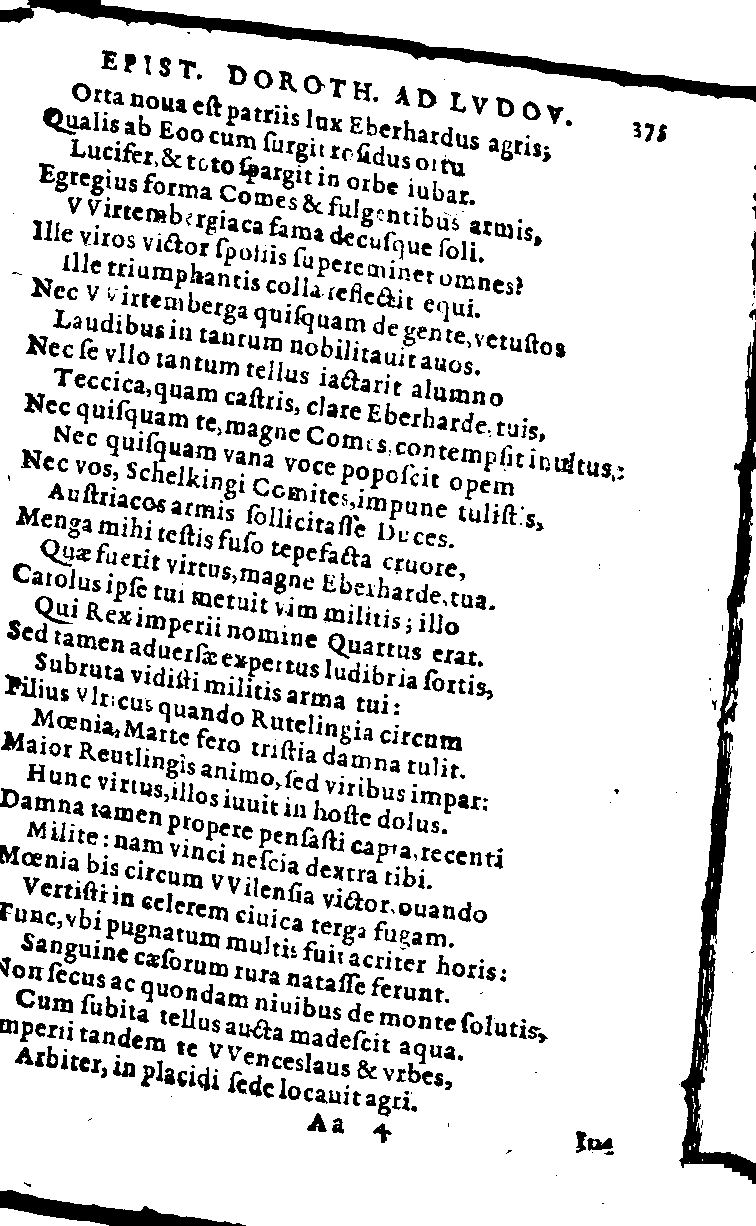 EPIST. DOROTH. AD LVDOV. 375
Orta noua est patriis lux Eberhardus agris;
Qualis ab Eoo cum surgit rosidus ortu
Lucifer, & toto spargit in orbe iubar.
Egregius forma Comes & fulgentibus armis,
VVirtembergiaca fama decusque soli.
Ille viros victor spoliis supereminet omnes?
Ille triumphantis colla reflectit equi.
Nec VVirtemberga quisquam de gente, vetustos
Laudibus in tantum nobilitauit auos.
Nec se vllo tantum tellus iactarit alumno
Teccica, quam castris, clare Eberharde, tuis,
Nec quisquam te, magne Comes, contempsit inultus,:
Nec quisquam vana voce poposcit opem
Nec vos, Schelkingi Comites, impune tulistis,
Austriacos armis sollicitasse Duces.
Menga mihi testis fuso tepefacta cruore,
Quæ fuerit virtus, magne Eberharde, tua.
Carolus ipse tui metuit vim militis; illo
Qui Rex imperii nomine Quartus erat.
Sed tamen aduersæ expertus ludibria sortis,
Subruta vidisti militis arma tui:
Filius Vlricus quando Rutelingia circum
Mœnia, Marte fero tristia damna tulit.
Maior Reutlingis animo, sed viribus impar:
Hunc virtus, illos iuuit in hoste dolus.
Damna tamen propere pensasti capta, recenti
Milite: nam vinci nescia dextra tibi.
Mœnia bis circum VVilensia victor, ouando
Vertisti in celerem ciuica terga fugam.
Tunc, vbi pugnatum multis fuit acriter horis:
Sanguine cæsorum rura natasse ferunt.
Non secus ac quondam niuibus de monte solutis,
Cum subita tellus aucta madescit aqua.
mperii tandem te VVenceslaus & vrbes,
Arbiter, in placidi sede locauit agri.
Aa 4